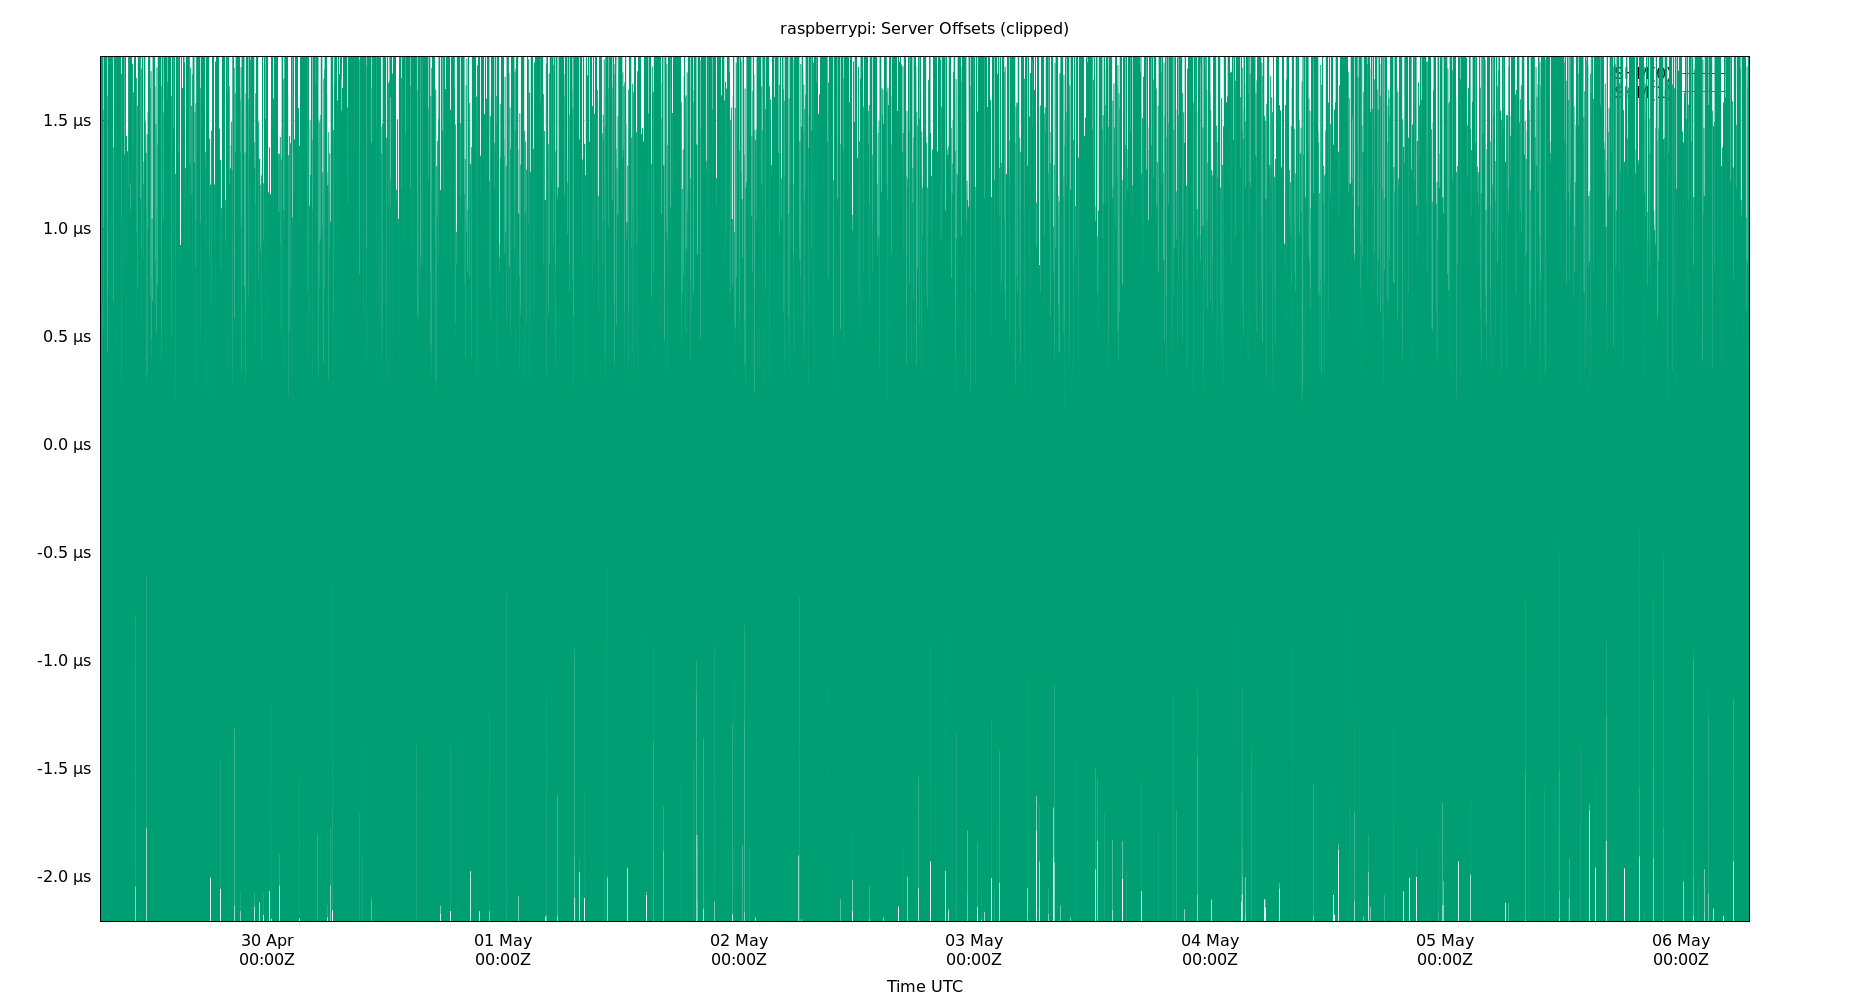 raspberrypi: Server Offsets (clipped)
SHM(0)
1.5 µs
1.0 µs
0.5 µs
0.0 µs
-0.5 µs
-1.0 µs
-1.5 µs
-2.0 µs
30 Apr
00:00Z
01 May
00:00Z
02 May
00:00Z
03 May
00:00Z
04 May
00:00Z
05 May
00:00Z
06 May
00:00Z
Time UTC